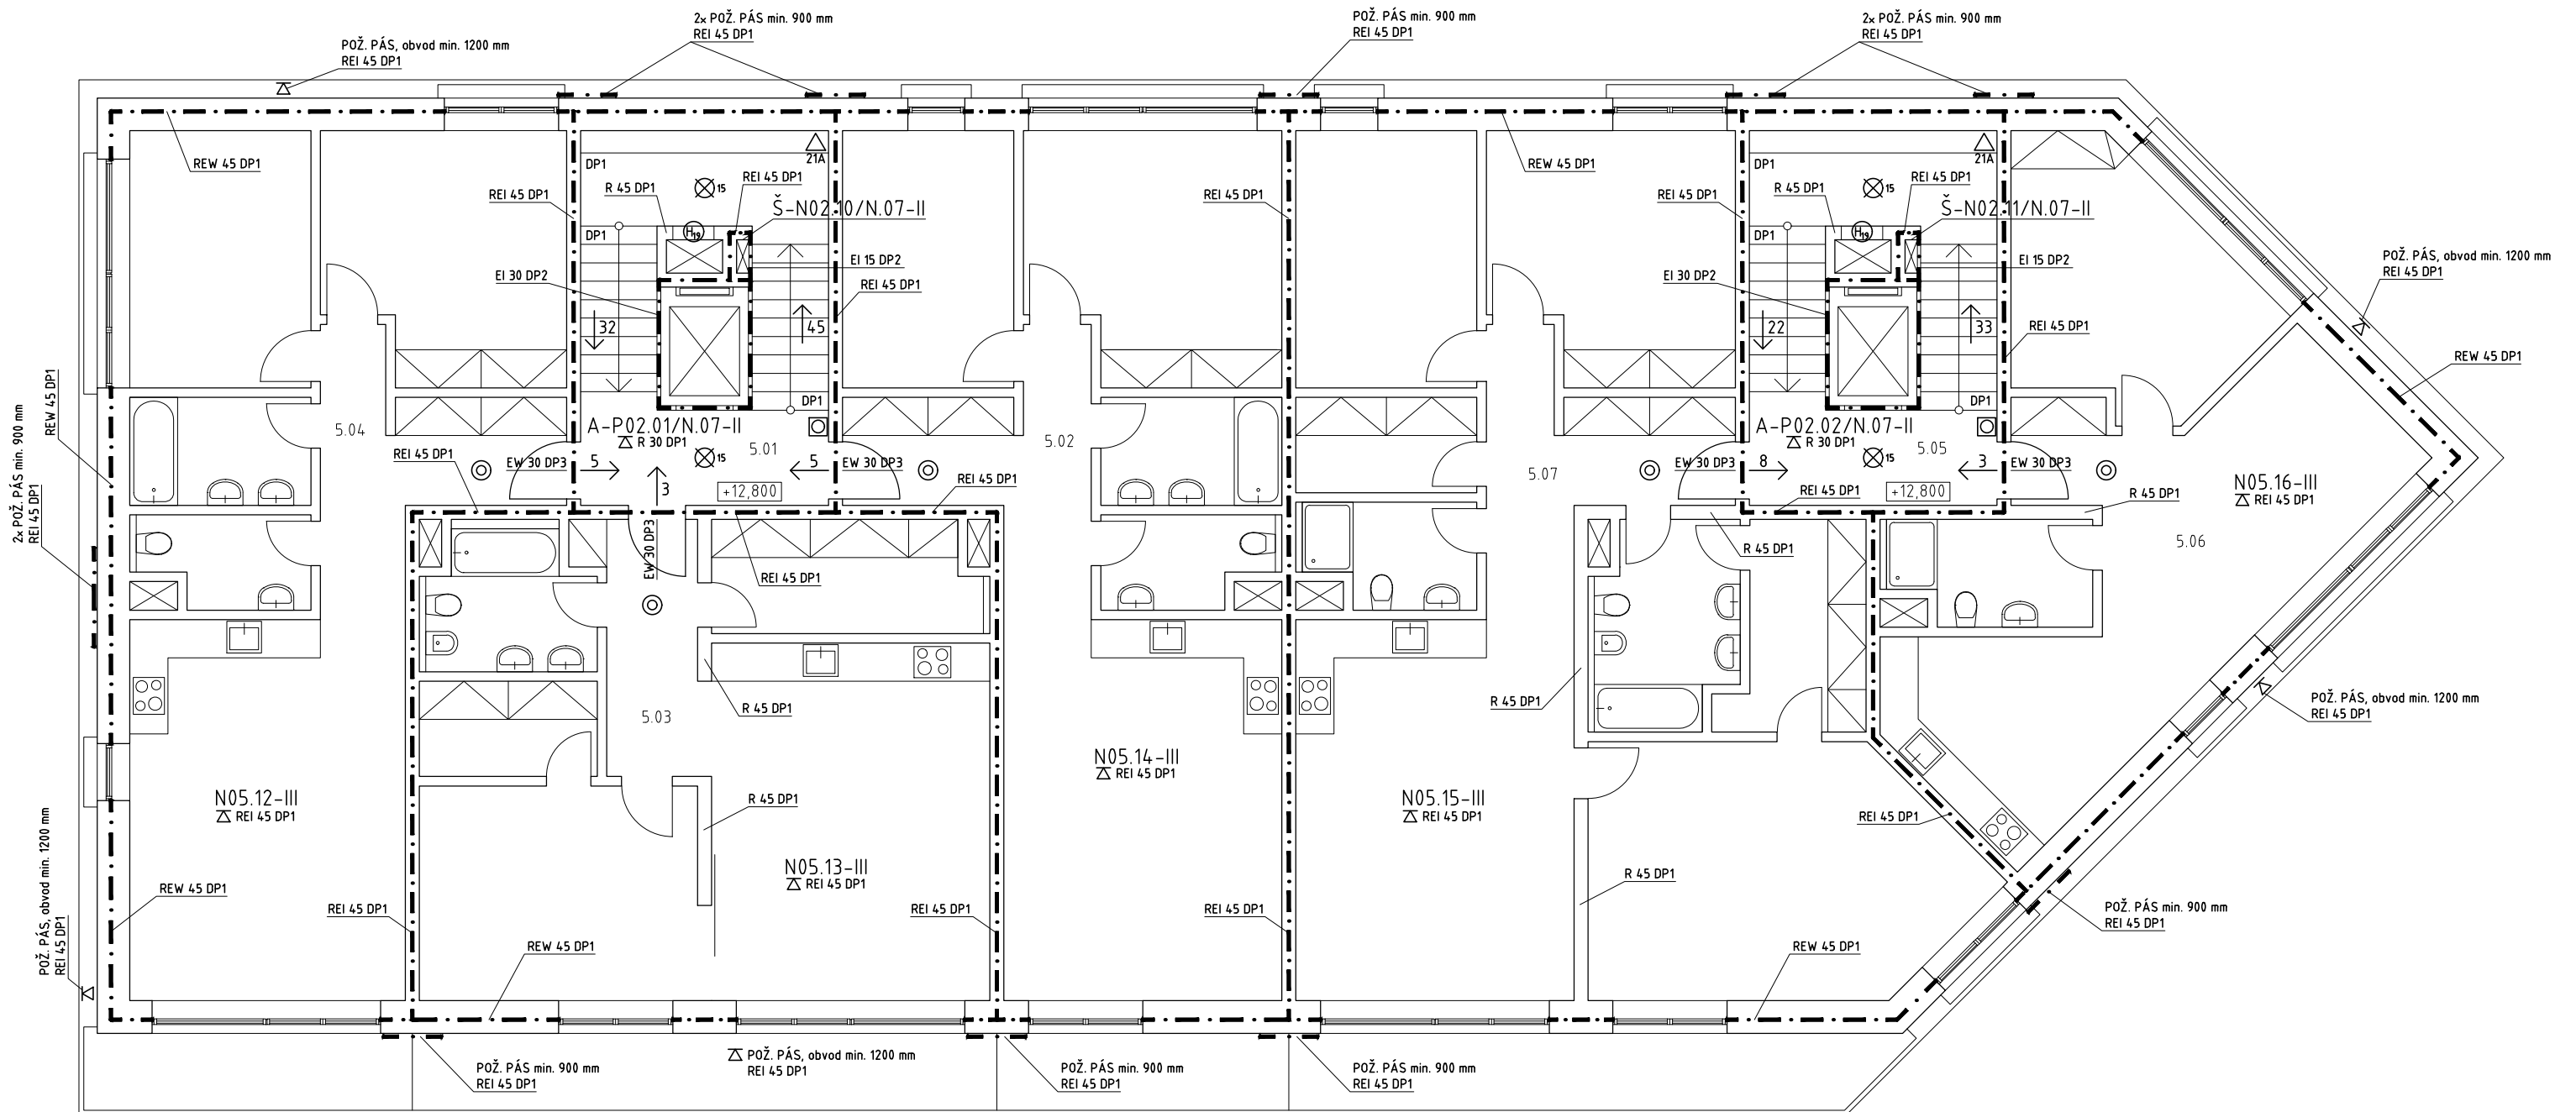 2x POŽ. PÁS min. 900 mm
REI 45 DP1
POŽ. PÁS min. 900 mm
REI 45 DP1
2x POŽ. PÁS min. 900 mm
REI 45 DP1
POŽ. PÁS, obvod min. 1200 mm
REI 45 DP1
REW 45 DP1
DP1
21A
R 45 DP1
REI 45 DP1
15
REI 45 DP1
Š-N02.10/N.07-II
H19
DP1
EI 30 DP2
EI 15 DP2
REI 45 DP1
32
45
DP1
REI 45 DP1
REW 45 DP1
REI 45 DP1
DP1
21A
R 45 DP1
REI 45 DP1
15
Š-N02.11/N.07-II
H19
DP1
EI 30 DP2
EI 15 DP2
22
33
DP1
REI 45 DP1
POŽ. PÁS, obvod min. 1200 mm
REI 45 DP1
REW 45 DP1
REW 45 DP1
2x POŽ. PÁS min. 900 mm
REI 45 DP1
5.04
A-P02.01/N.07-II
R 30 DP1
5.01
15
5.02
REI 45 DP1
EW 30 DP3
5
3
5
EW 30 DP3
+12,800
REI 45 DP1
EW 30 DP3
REI 45 DP1
5.07
A-P02.02/N.07-II
R 30 DP1
5.05
15
EW 30 DP3
8
3
EW 30 DP3
REI 45 DP1
+12,800
R 45 DP1
R 45 DP1
N05.16-III
REI 45 DP1
5.06
5.03
R 45 DP1
R 45 DP1
POŽ. PÁS, obvod min. 1200 mm
REI 45 DP1
N05.12-III
REI 45 DP1
R 45 DP1
N05.14-III
REI 45 DP1
N05.15-III
REI 45 DP1
REI 45 DP1
N05.13-III
REI 45 DP1
R 45 DP1
POŽ. PÁS, obvod min. 1200 mm
REI 45 DP1
REW 45 DP1
REI 45 DP1
REW 45 DP1
REI 45 DP1
REI 45 DP1
REW 45 DP1
POŽ. PÁS min. 900 mm
REI 45 DP1
POŽ. PÁS min. 900 mm
REI 45 DP1
POŽ. PÁS, obvod min. 1200 mm
REI 45 DP1
POŽ. PÁS min. 900 mm
REI 45 DP1
POŽ. PÁS min. 900 mm
REI 45 DP1